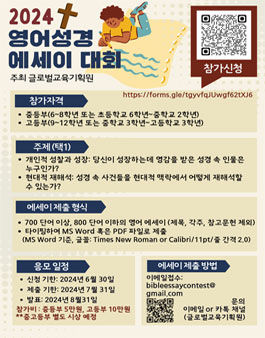 2024
영어성경
에세이 대회
주최 글로벌교육기획원
참가신청
https://forms.gle/tgyvfqJUwgf62tXJ6
참가자격
• 중등부(6~8학년 또는 초등학교 6학년~중학교 2학년)
• 고등부(9~12학년 또는 중학교 3학년~고등학교 3학년)
주제(택1)
• 개인적 성찰과 성장: 당신이 성장하는데 영감을 받은 성경 속 인물은
누구인가?
• 현대적 재해석: 성경 속 사건들을 현대적 맥락에서 어떻게 재해석할
수 있는가?
에세이 제출 형식
• 700 단어 이상, 800 단어 이하의 영어 에세이 (제목, 각주, 참고문헌 제외)
• 타이핑하여 MS Word 혹은 PDF 파일로 제출
(MS Word 기준, 글꼴: Times New Roman or Calibri/11pt/줄 간격 2.0)
응모 일정
• 신청 기한: 2024년 6월 30일
• 제출 기한: 2024년 7월 31일
• 발표: 2024년 8월31일
참가비 : 중등부 5만원, 고등부 10만원
**중고등부 별도 시상 예정
에세이 제출 방법
이메일접수:
bibleessaycontest@
gmail.com
문의
이메일 or 카톡 채널
(글로벌교육기획원)